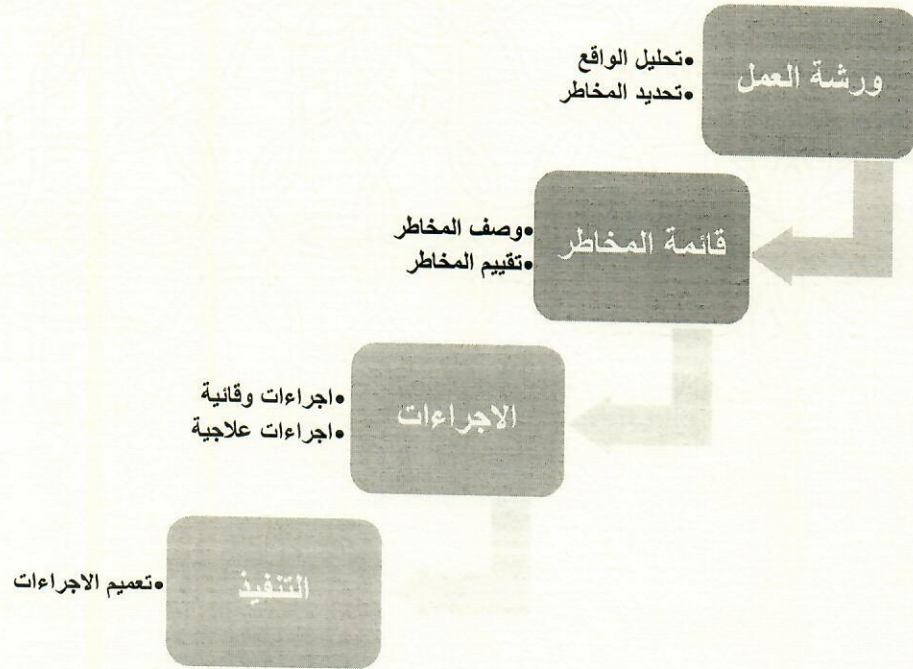 ورشة العمل
•تحليل الواقع
•تحديد المخاطر
قائمة المخاطر
•وصف المخاطر
•تقييم المخاطر
الاجراءات
•اجراءات وقائية
•اجراءات علاجية
التنفيذ
•تعميم الاجراءات